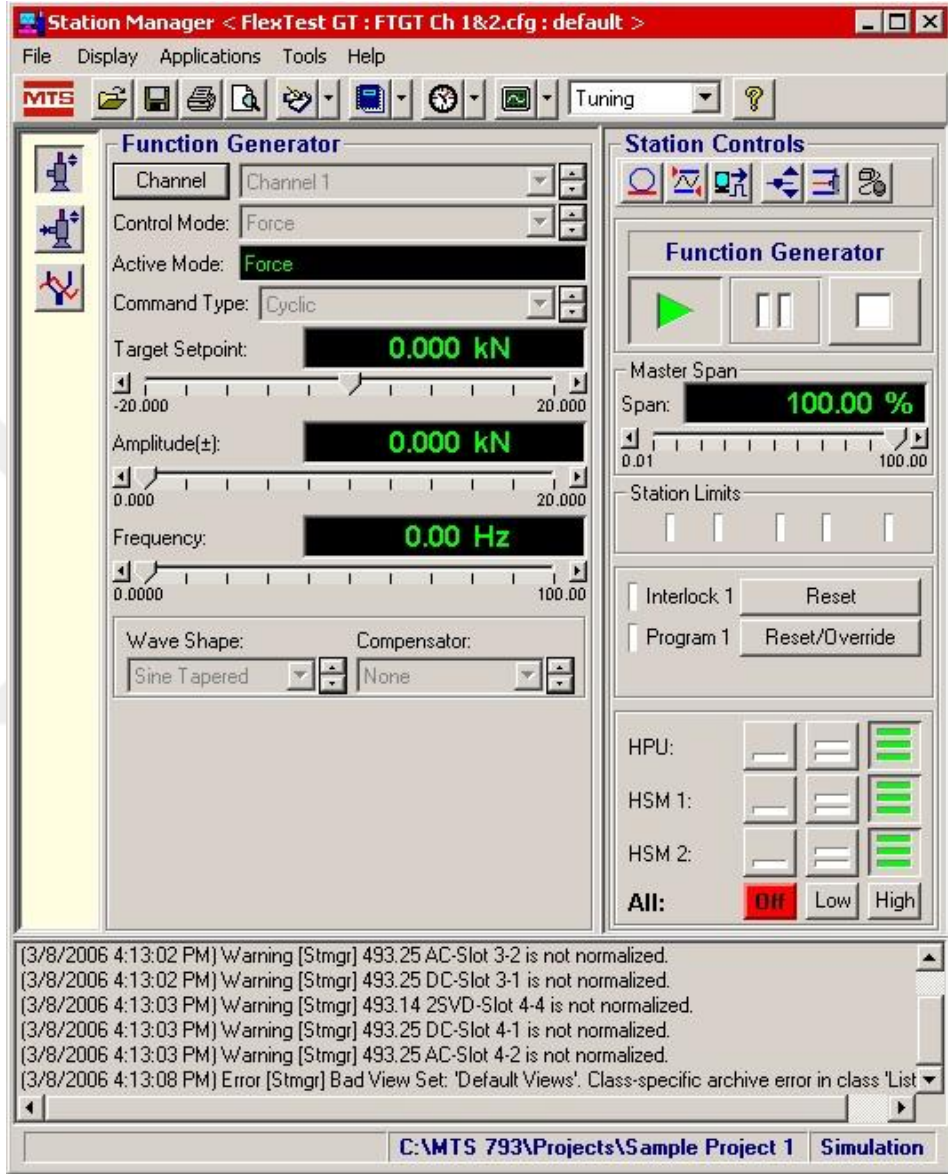 Station Manager < FlexTest GT : FTGT Ch 1&2.cfg : default >
File Display Applications Tools Help
MTS
Tuning
Function Generator
Channel Channel 1
Control Mode: Force
Active Mode: Force
Command Type: Cyclic
Target Setpoint: 0.000 kN
-20.000 20.000
Amplitude(±): 0.000 kN
0.000 20.000
Frequency: 0.00 Hz
0.0000 100.00
Wave Shape: Compensator:
Sine Tapered None
Station Controls
Function Generator
Master Span
Span: 100.00 %
0.01 100.00
Station Limits
Interlock 1 Reset
Program 1 Reset/Override
HPU:
HSM 1:
HSM 2:
All: Off Low High
(3/8/2006 4:13:02 PM) Warning [Stmgr] 493.25 AC-Slot 3-2 is not normalized.
(3/8/2006 4:13:02 PM) Warning [Stmgr] 493.25 DC-Slot 3-1 is not normalized.
(3/8/2006 4:13:03 PM) Warning [Stmgr] 493.14 2SVD-Slot 4-4 is not normalized.
(3/8/2006 4:13:03 PM) Warning [Stmgr] 493.25 DC-Slot 4-1 is not normalized.
(3/8/2006 4:13:03 PM) Warning [Stmgr] 493.25 AC-Slot 4-2 is not normalized.
(3/8/2006 4:13:08 PM) Error [Stmgr] Bad View Set: 'Default Views'. Class-specific archive error in class 'List
C:\MTS 793\Projects\Sample Project 1 Simulation